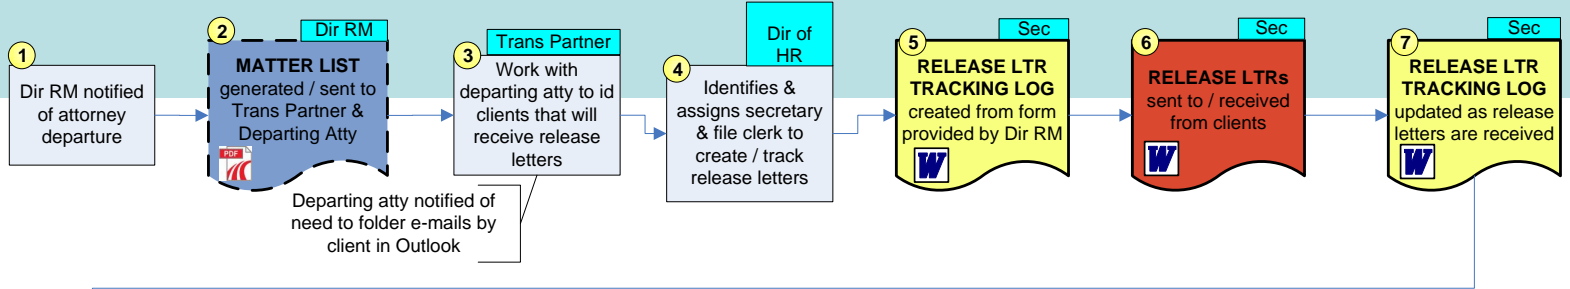 1
Dir RM notified
of attorney
departure
2
Dir RM
MATTER LIST
generated / sent to
Trans Partner &
Departing Atty
PDF
3
Trans Partner
Work with
departing atty to id
clients that will
receive release
letters
Departing atty notified of
need to folder e-mails by
client in Outlook
4
Dir of
HR
Identifies &
assigns secretary
& file clerk to
create / track
release letters
5
Sec
RELEASE LTR
TRACKING LOG
created from form
provided by Dir RM
W
6
Sec
RELEASE LTRs
sent to / received
from clients
W
7
Sec
RELEASE LTR
TRACKING LOG
updated as release
letters are received
W